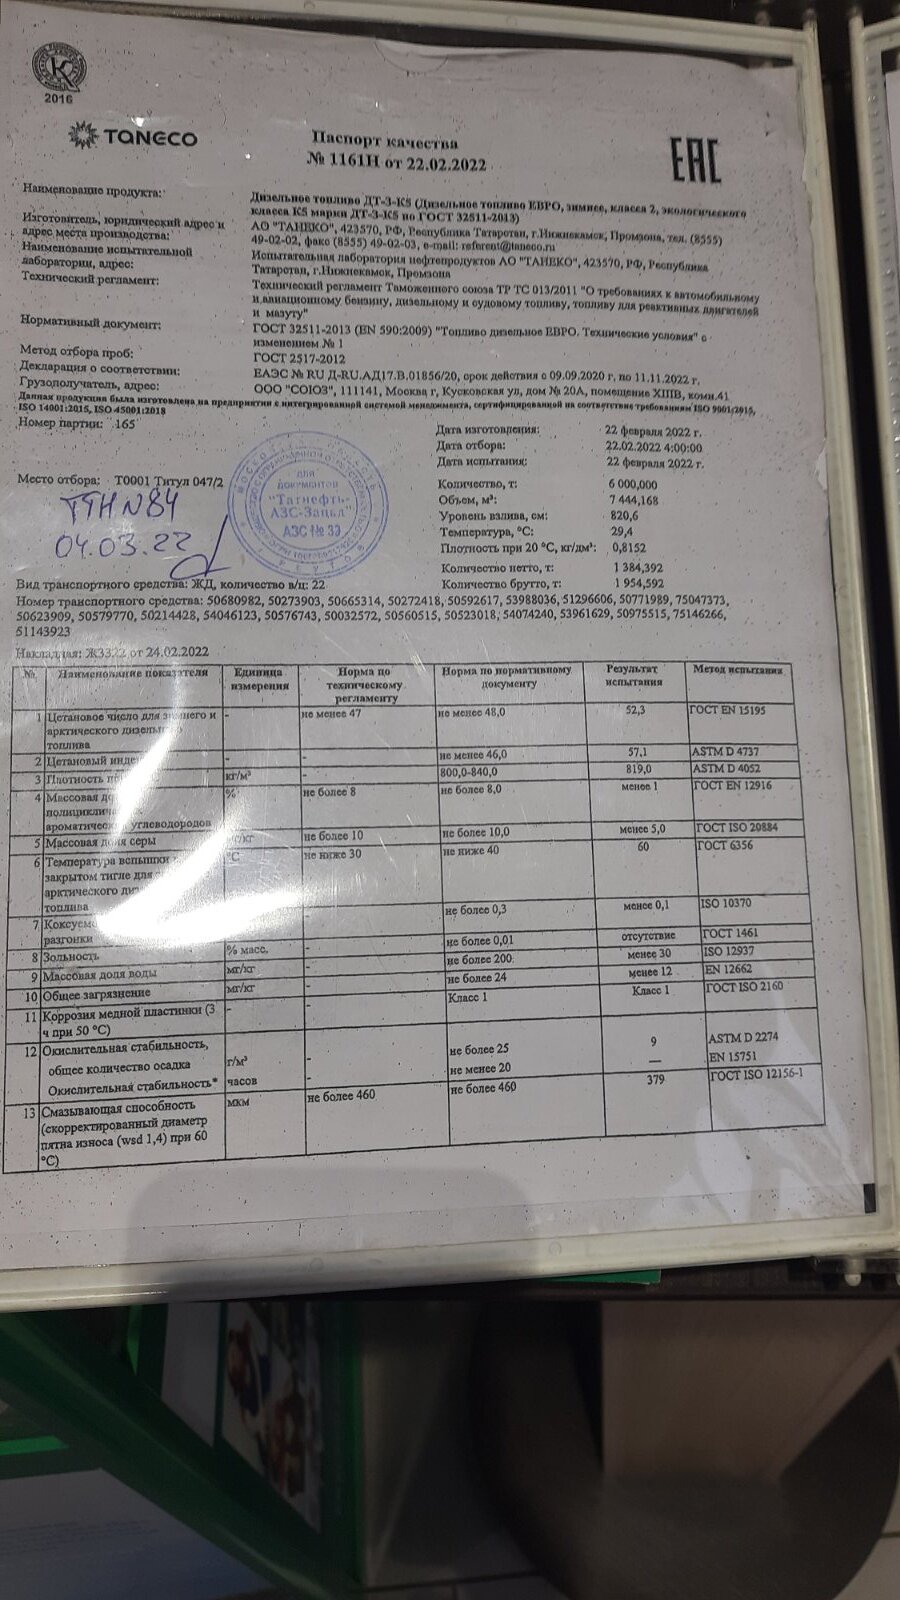 2016
TANECO
Паспорт качества
№ 1161Н от 22.02.2022
ЕАС
Наименование продукта: Дизельное топливо ДТ-З-К5 (Дизельное топливо ЕВРО, зимнее, класса 2, экологического
класса К5 марки ДТ-З-К5 по ГОСТ 32511-2013)
Изготовитель, юридический адрес и адрес места производства: АО "ТАНЕКО", 423570, РФ, Республика Татарстан, г.Нижнекамск, Промзона, тел. (8555)
49-02-02, факс (8555) 49-02-03, e-mail: referent@taneco.ru
Наименование испытательной лаборатории, адрес: Испытательная лаборатория нефтепродуктов АО "ТАНЕКО", 423570, РФ, Республика
Татарстан, г.Нижнекамск, Промзона
Технический регламент: Технический регламент Таможенного союза ТР ТС 013/2011 "О требованиях к автомобильному
и авиационному бензину, дизельному и судовому топливу, топливу для реактивных двигателей
и мазуту"
Нормативный документ: ГОСТ 32511-2013 (EN 590:2009) "Топливо дизельное ЕВРО. Технические условия" с
изменением № 1
Метод отбора проб: ГОСТ 2517-2012
Декларация о соответствии: ЕАЭС № RU Д-RU.АД17.В.01856/20, срок действия с 09.09.2020 г. по 11.11.2022 г.
Грузополучатель, адрес: ООО "СОЮЗ", 111141, Москва г, Кусковская ул, дом № 20А, помещение XIIIВ, комн.41
Данная продукция была изготовлена на предприятии с интегрированной системой менеджмента, сертифицированной на соответствие требованиям ISO 9001:2015,
ISO 14001:2015, ISO 45001:2018
Номер партии: 165
Дата изготовления: 22 февраля 2022 г.
Дата отбора: 22.02.2022 4:00:00
Дата испытания: 22 февраля 2022 г.
Место отбора: Т0001 Титул 047/2
Количество, т: 6 000,000
Объем, м³: 7 444,168
Уровень взлива, см: 820,6
Температура, °С: 29,4
Плотность при 20 °С, кг/дм³: 0,8152
Количество нетто, т: 1 384,392
Количество брутто, т: 1 954,592
ТТН N84
04.03.22
для
документов
"Татнефть-
АЗС-Запад"
АЗС № 33
Вид транспортного средства: ЖД, количество в/ц: 22
Номер транспортного средства: 50680982, 50273903, 50665314, 50272418, 50592617, 53988036, 51296606, 50771989, 75047373,
50623909, 50579770, 50214428, 54046123, 50576743, 50032572, 50560515, 50523018, 54074240, 53961629, 50975515, 75146266,
51143923
Накладная: Ж3322 от 24.02.2022
№ Наименование показателя Единица измерения Норма по техническому регламенту Норма по нормативному документу Результат испытания Метод испытания
1 Цетановое число для зимнего и арктического дизельного топлива - не менее 47 не менее 48,0 52,3 ГОСТ EN 15195
2 Цетановый - - не менее 46,0 57,1 ASTM D 4737
3 Плотность кг/м³ - 800,0-840,0 819,0 ASTM D 4052
4 Массовая ароматических углеводородов % не более 8 не более 8,0 менее 1 ГОСТ EN 12916
5 Массовая доля серы мг/кг не более 10 не более 10,0 менее 5,0 ГОСТ ISO 20884
6 Температура вспышки закрытом тигле для арктического топлива °С не ниже 30 не ниже 40 60 ГОСТ 6356
7 разгонки не более 0,3 менее 0,1 ISO 10370
8 Зольность % масс. - не более 0,01 отсутствие ГОСТ 1461
9 Массовая доля воды мг/кг - не более 200 менее 30 ISO 12937
10 Общее загрязнение мг/кг - не более 24 менее 12 EN 12662
11 Коррозия медной пластинки (3 ч при 50 °С) - - Класс 1 Класс 1 ГОСТ ISO 2160
12 Окислительная стабильность, общее количество осадка г/м³ - не более 25 9 ASTM D 2274
Окислительная стабильность* часов - не менее 20 — EN 15751
13 Смазывающая способность (скорректированный диаметр пятна износа (wsd 1,4) при 60 °С) мкм не более 460 не более 460 379 ГОСТ ISO 12156-1